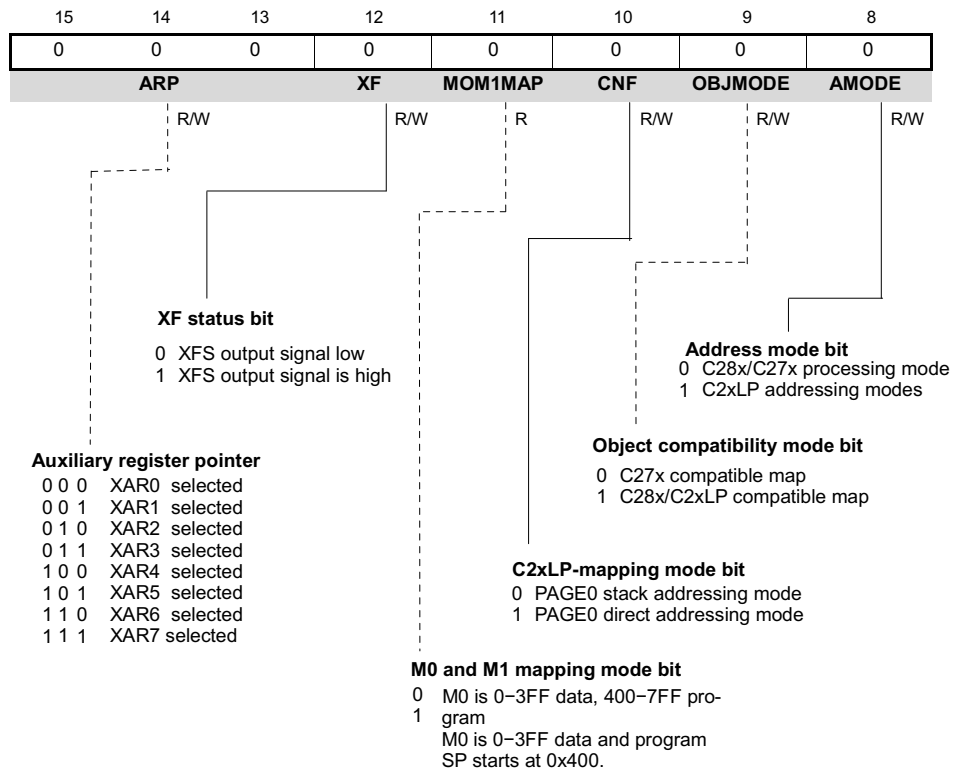 15 14 13 12 11 10 9 8
0 0 0 0 0 0 0 0
ARP XF MOM1MAP CNF OBJMODE AMODE
R/W R/W R R/W R/W R/W
XF status bit
0 XFS output signal low
1 XFS output signal is high
Address mode bit
0 C28x/C27x processing mode
1 C2xLP addressing modes
Object compatibility mode bit
0 C27x compatible map
1 C28x/C2xLP compatible map
Auxiliary register pointer
0 0 0 XAR0 selected
0 0 1 XAR1 selected
0 1 0 XAR2 selected
0 1 1 XAR3 selected
1 0 0 XAR4 selected
1 0 1 XAR5 selected
1 1 0 XAR6 selected
1 1 1 XAR7 selected
C2xLP-mapping mode bit
0 PAGE0 stack addressing mode
1 PAGE0 direct addressing mode
M0 and M1 mapping mode bit
0 M0 is 0−3FF data, 400−7FF pro-
1 gram
M0 is 0−3FF data and program
SP starts at 0x400.